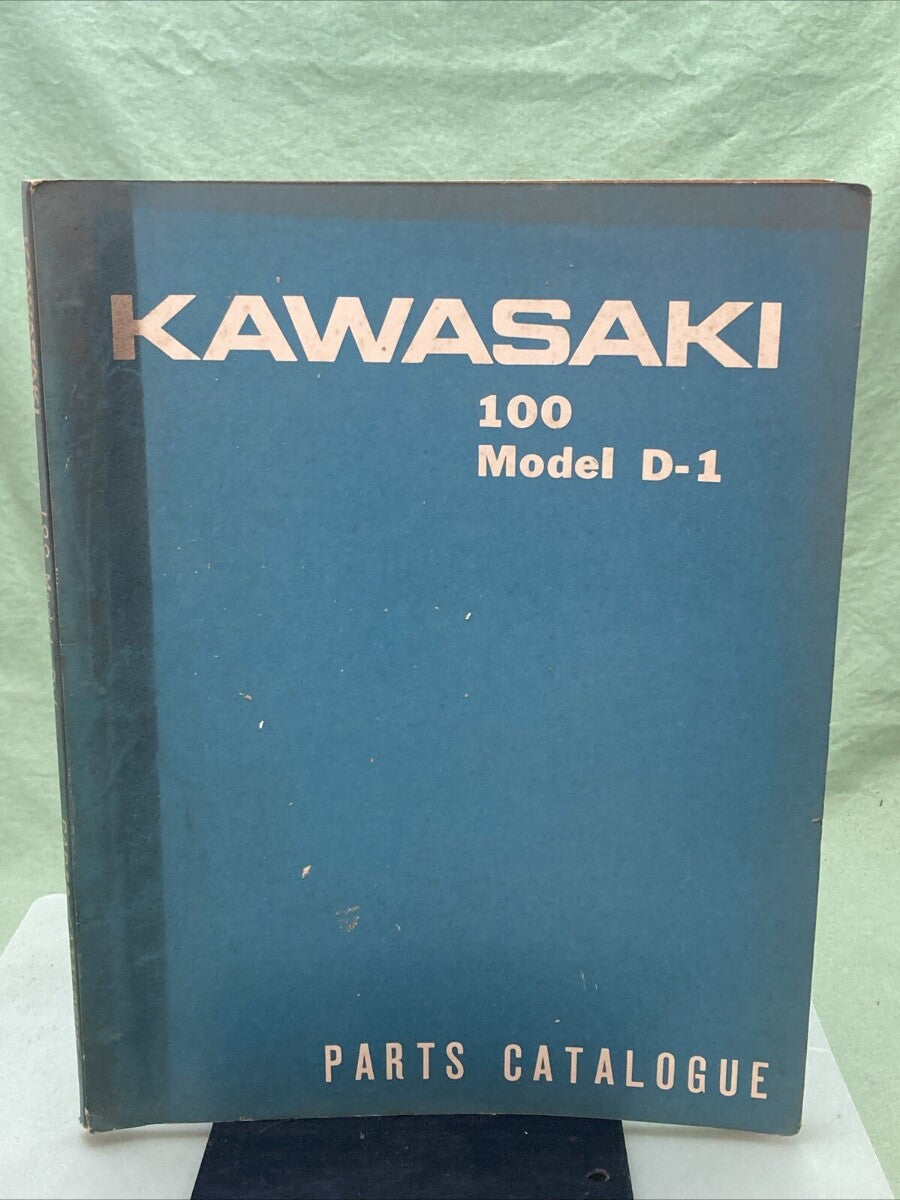 KAWASAKI
100
Model D-1
PARTS CATALOGUE